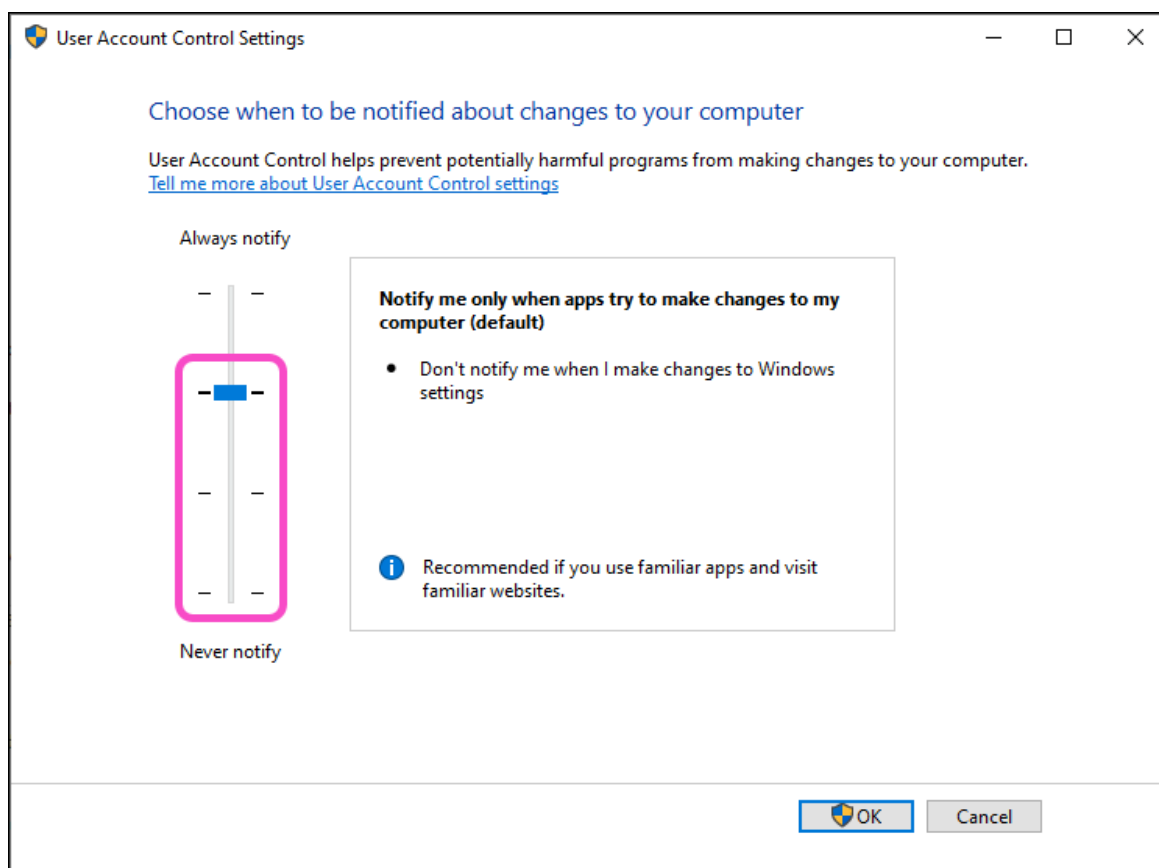 User Account Control Settings
Choose when to be notified about changes to your computer
User Account Control helps prevent potentially harmful programs from making changes to your computer.
Tell me more about User Account Control settings
Always notify
Notify me only when apps try to make changes to my
computer (default)
• Don't notify me when I make changes to Windows
settings
Recommended if you use familiar apps and visit
familiar websites.
Never notify
OK
Cancel